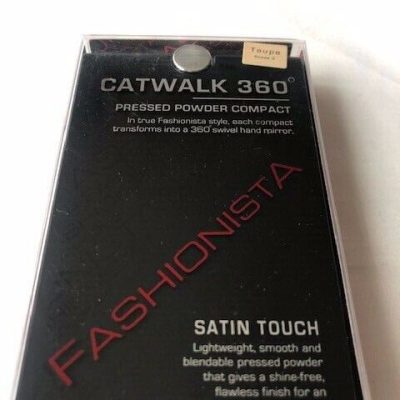 Taupe
CATWALK 360°
PRESSED POWDER COMPACT
In true Fashionista style, each compact
transforms into a 360° swivel hand mirror.
FASHIONISTA
SATIN TOUCH
Lightweight, smooth and
blendable pressed powder
that gives a shine-free,
flawless finish for an